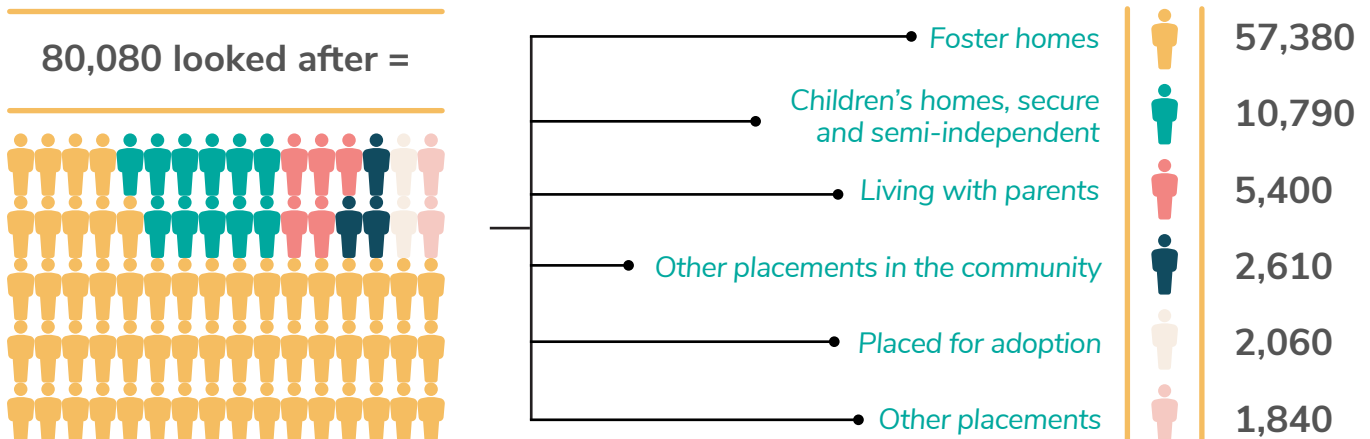 80,080 looked after =
Foster homes
57,380
Children’s homes, secure
and semi-independent
10,790
Living with parents
5,400
Other placements in the community
2,610
Placed for adoption
2,060
Other placements
1,840